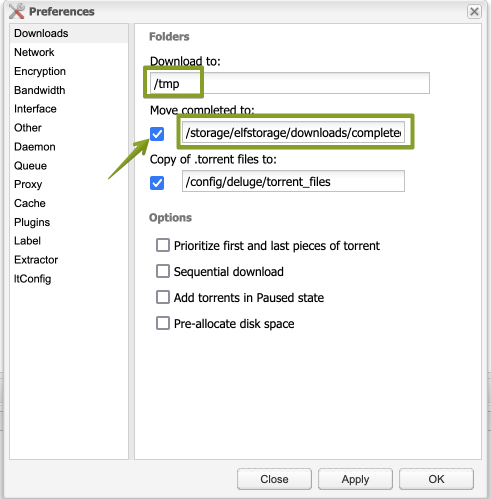 Preferences
Downloads
Network
Encryption
Bandwidth
Interface
Other
Daemon
Queue
Proxy
Cache
Plugins
Label
Extractor
ltConfig
Folders
Download to:
/tmp
Move completed to:
/storage/elfstorage/downloads/complete
Copy of .torrent files to:
/config/deluge/torrent_files
Options
Prioritize first and last pieces of torrent
Sequential download
Add torrents in Paused state
Pre-allocate disk space
Close
Apply
OK